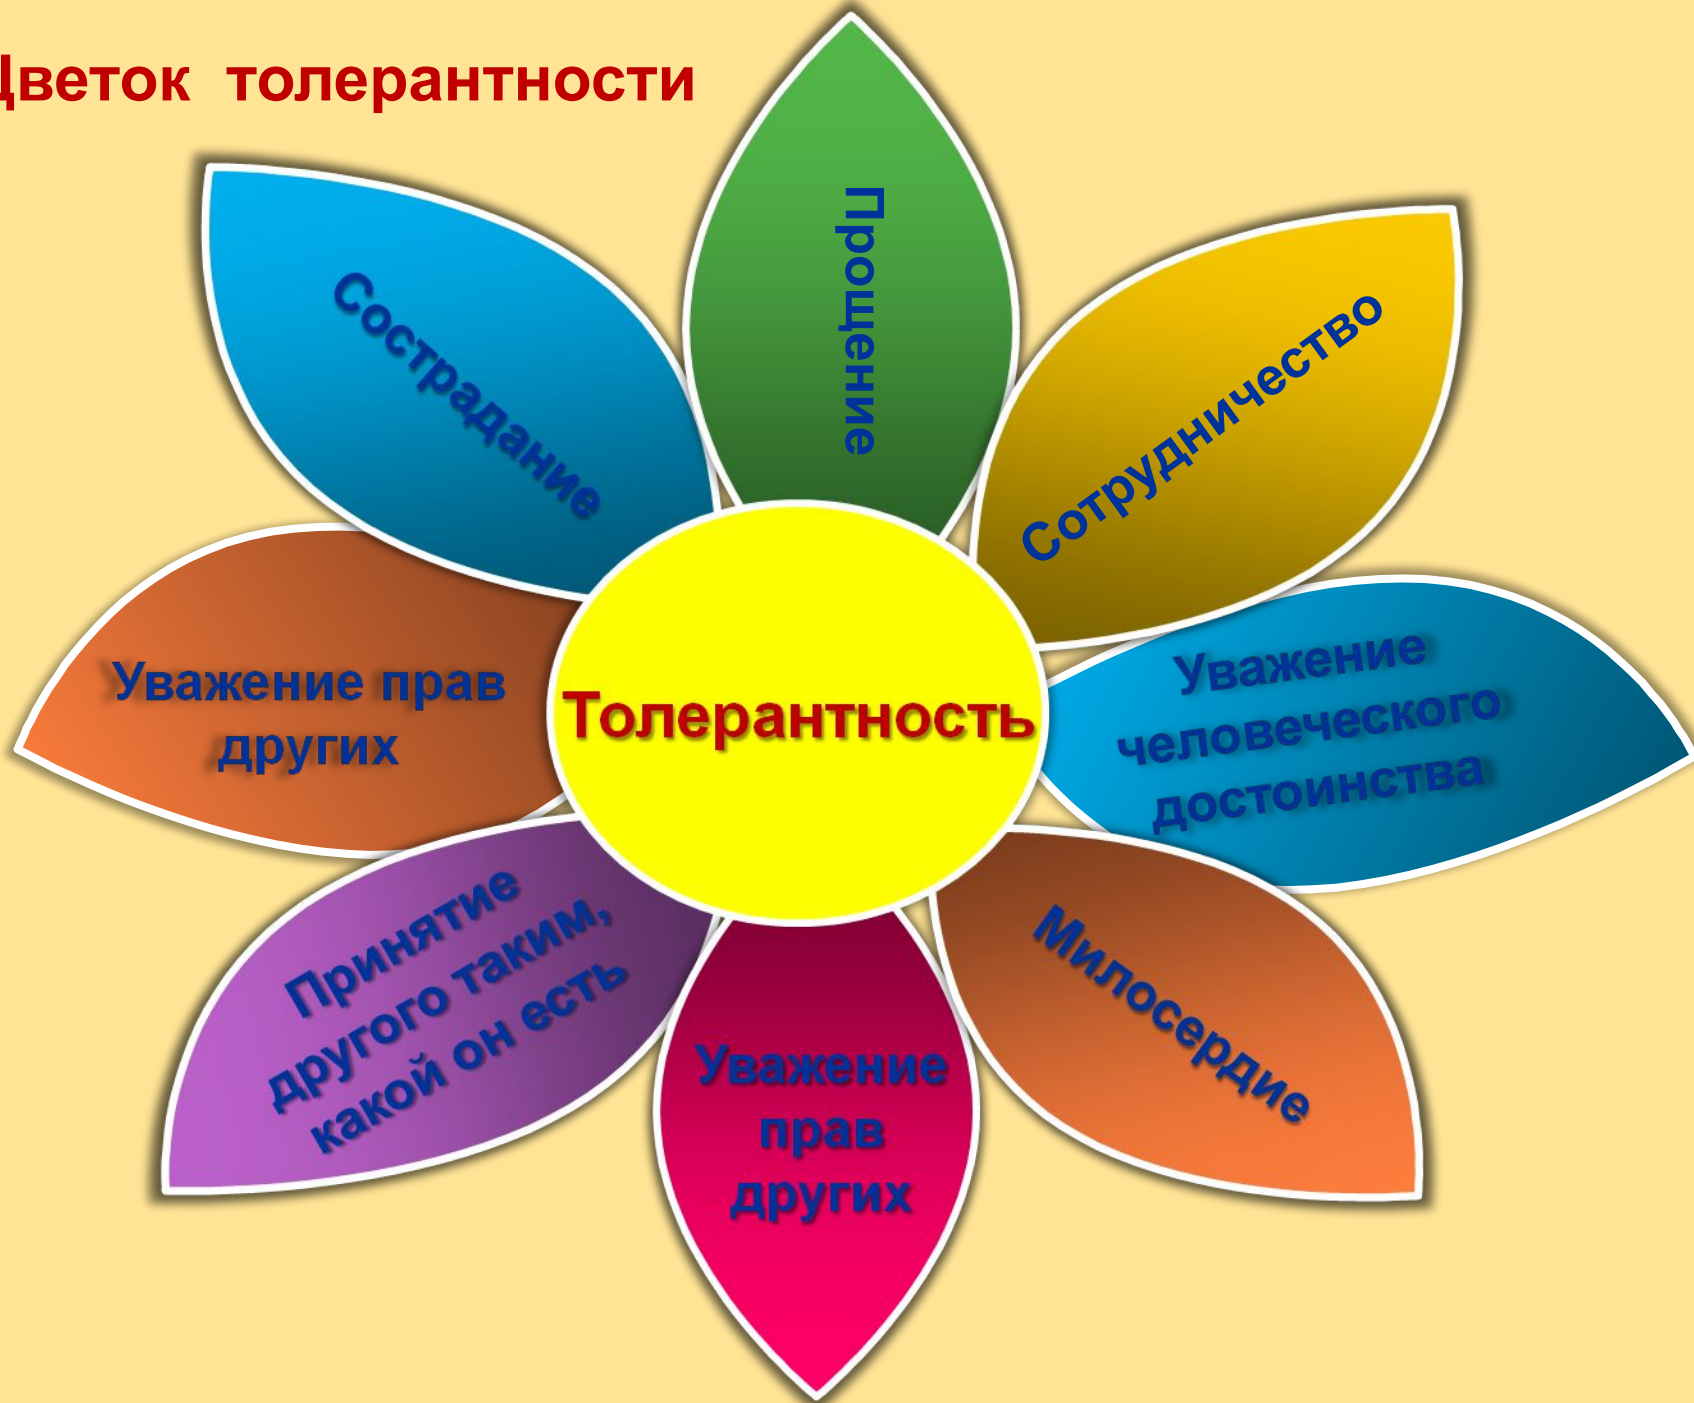 Цветок толерантности
Прощение
Сострадание
Сотрудничество
Уважение
человеческого
достоинства
Уважение прав
других
Толерантность
Принятие
другого таким,
какой он есть
Милосердие
Уважение
прав
других